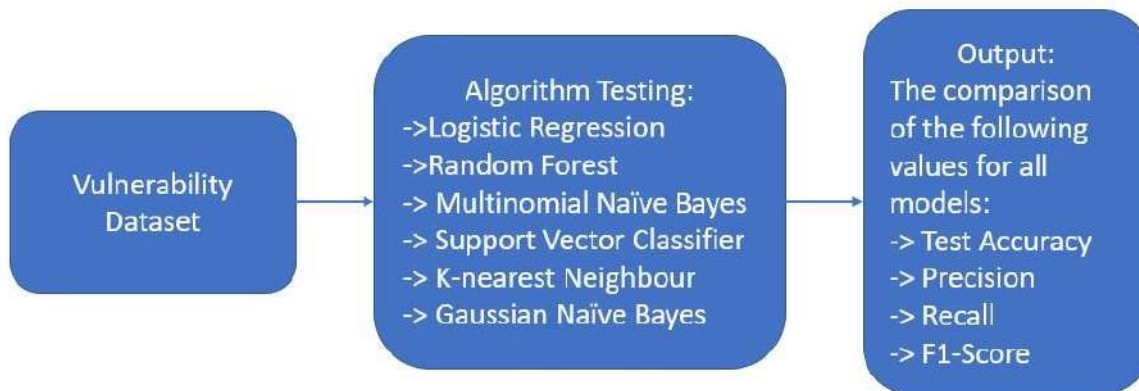 Vulnerability
Dataset
Algorithm Testing:
->Logistic Regression
->Random Forest
-> Multinomial Naïve Bayes
-> Support Vector Classifier
-> K-nearest Neighbour
-> Gaussian Naïve Bayes
Output:
The comparison
of the following
values for all
models:
-> Test Accuracy
-> Precision
-> Recall
-> F1-Score